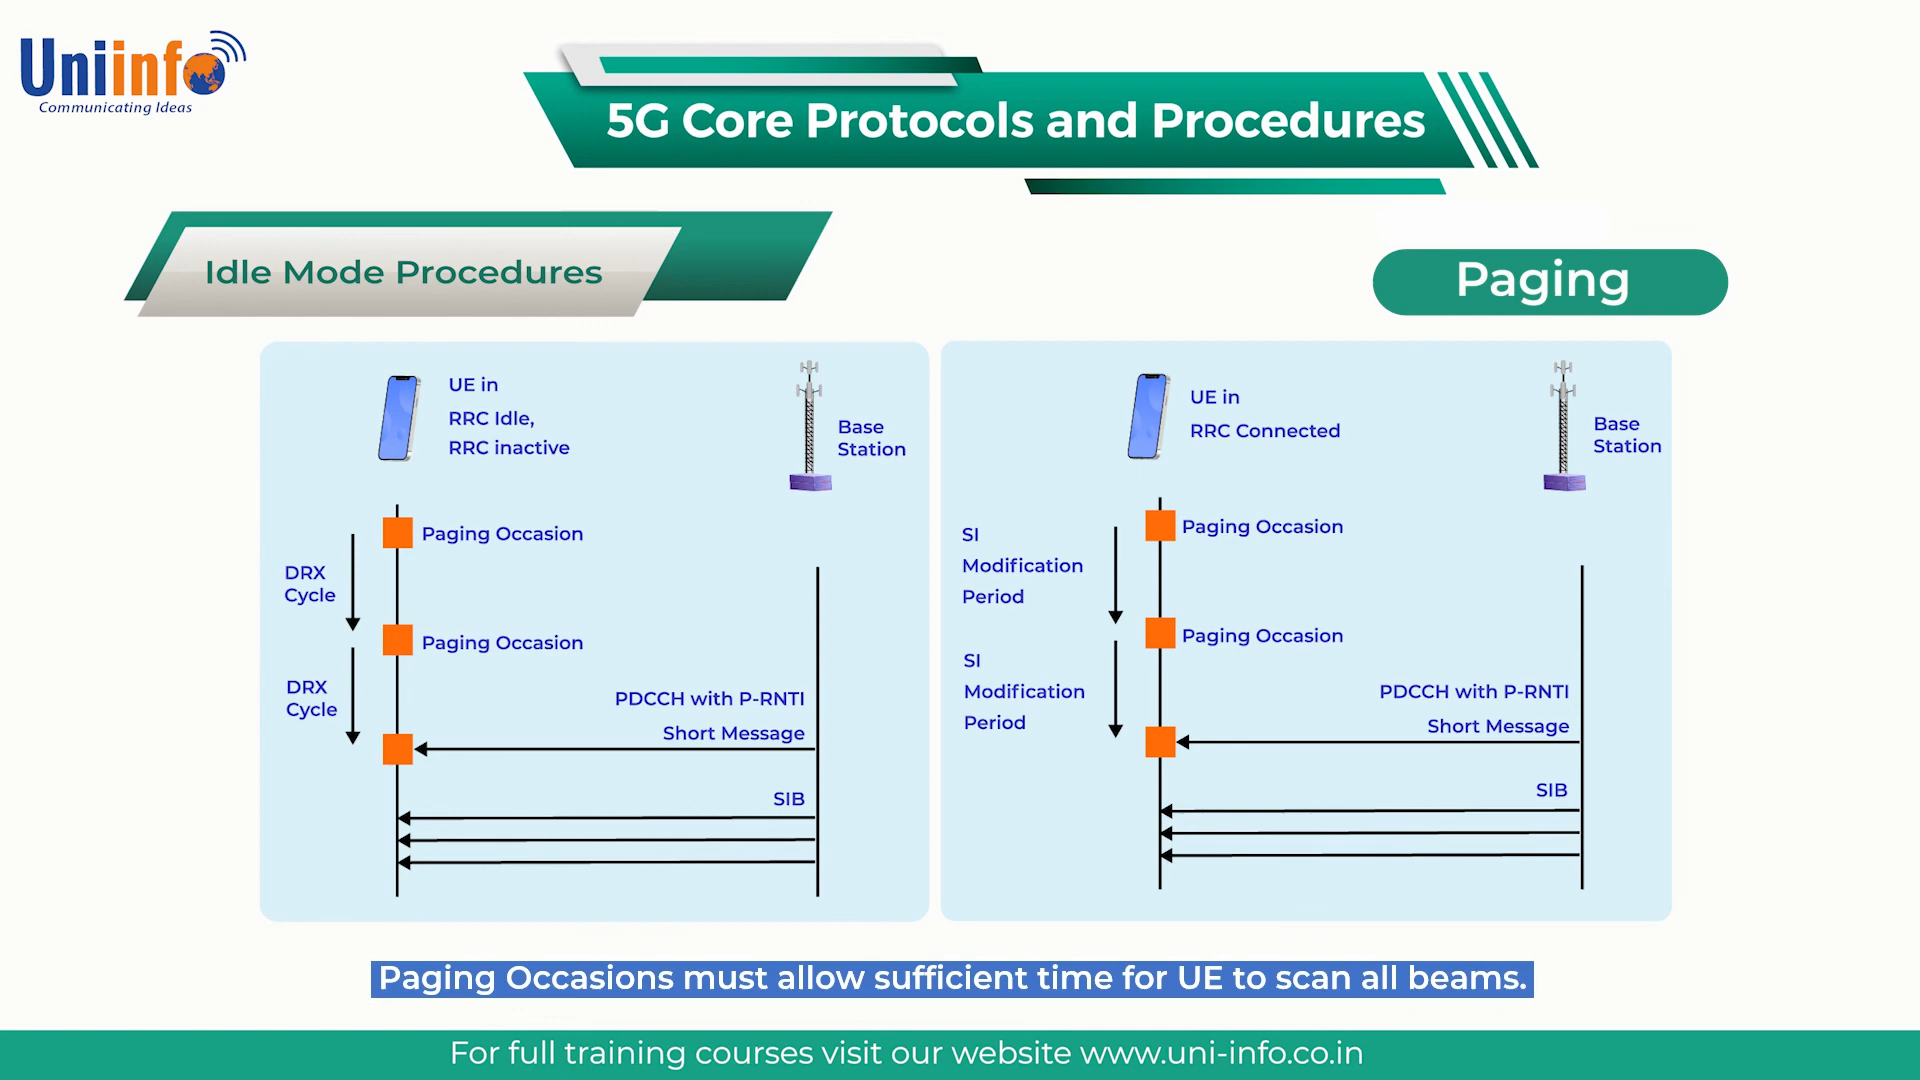 Uniinfo
Communicating Ideas
5G Core Protocols and Procedures
Idle Mode Procedures
Paging
UE in
RRC Idle,
RRC inactive
Base
Station
Paging Occasion
DRX
Cycle
Paging Occasion
DRX
Cycle
PDCCH with P-RNTI
Short Message
SIB
UE in
RRC Connected
Base
Station
Paging Occasion
SI
Modification
Period
Paging Occasion
SI
Modification
Period
PDCCH with P-RNTI
Short Message
SIB
Paging Occasions must allow sufficient time for UE to scan all beams.
For full training courses visit our website www.uni-info.co.in